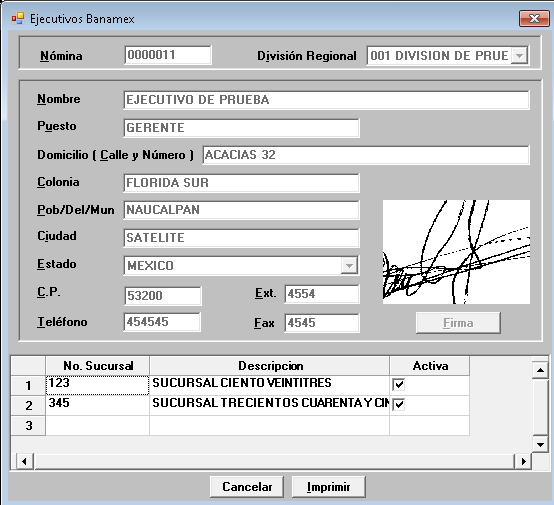 Ejecutivos Banamex
Nómina 0000011 División Regional 001 DIVISION DE PRUE
Nombre EJECUTIVO DE PRUEBA
Puesto GERENTE
Domicilio ( Calle y Número ) ACACIAS 32
Colonia FLORIDA SUR
Pob/Del/Mun NAUCALPAN
Ciudad SATELITE
Estado MEXICO
C.P. 53200 Ext. 4554
Teléfono 454545 Fax 4545 Firma
No. Sucursal Descripcion Activa
1 123 SUCURSAL CIENTO VEINTITRES
2 345 SUCURSAL TRECIENTOS CUARENTA Y CIN
3
Cancelar Imprimir